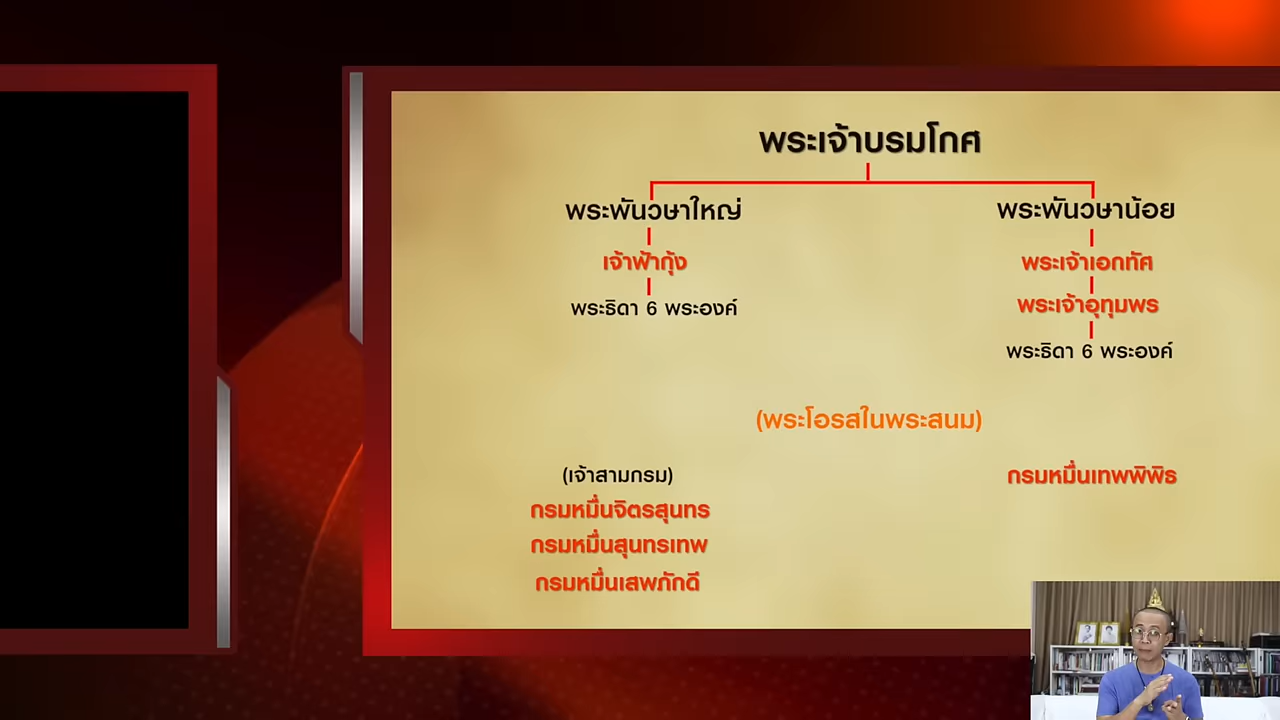 พระเจ้าบรมโกศ
พระพันวษาใหญ่
พระพันวษาน้อย
เจ้าฟ้ากุ้ง
พระเจ้าเอกทัศ
พระธิดา 6 พระองค์
พระเจ้าอุทุมพร
พระธิดา 6 พระองค์
(พระโอรสในพระสนม)
(เจ้าสามกรม)
กรมหมื่นเทพพิพิธ
กรมหมื่นจิตรสุนทร
กรมหมื่นสุนทรเทพ
กรมหมื่นเสพภักดี